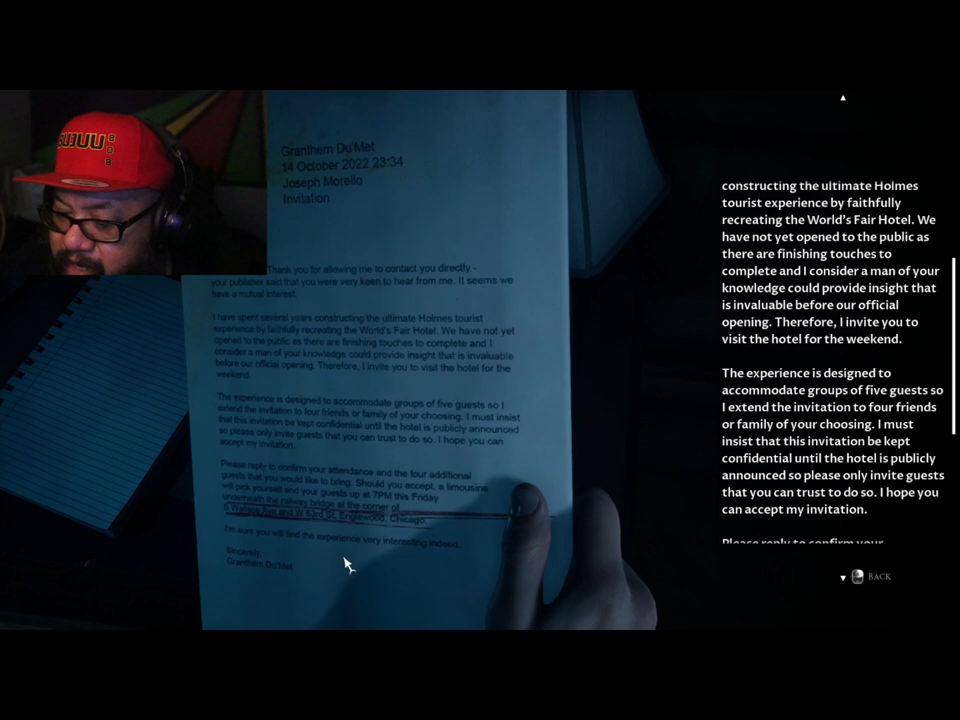 SUUUU
8
0
8
Granthem Du'Met
14 October 2022 23:34
Joseph Morello
Invitation
Thank you for allowing me to contact you directly -
your publisher said that you were very keen to hear from me. It seems we
have a mutual interest.
I have spent several years constructing the ultimate Holmes tourist
experience by faithfully recreating the World's Fair Hotel. We have not yet
opened to the public as there are finishing touches to complete and I
consider a man of your knowledge could provide insight that is invaluable
before our official opening. Therefore, I invite you to visit the hotel for the
weekend.
The experience is designed to accommodate groups of five guests so I
extend the invitation to four friends or family of your choosing. I must insist
that this invitation be kept confidential until the hotel is publicly announced
so please only invite guests that you can trust to do so. I hope you can
accept my invitation.
Please reply to confirm your attendance and the four additional
guests that you would like to bring. Should you accept, a limousine
will pick yourself and your guests up at 7PM this Friday
underneath the railway bridge at the corner of
S Wallace Ave and W 63rd St, Englewood, Chicago.
I'm sure you will find the experience very interesting indeed.
Sincerely,
Granthem Du'Met
constructing the ultimate Holmes
tourist experience by faithfully
recreating the World's Fair Hotel. We
have not yet opened to the public as
there are finishing touches to
complete and I consider a man of your
knowledge could provide insight that
is invaluable before our official
opening. Therefore, I invite you to
visit the hotel for the weekend.
The experience is designed to
accommodate groups of five guests so
I extend the invitation to four friends
or family of your choosing. I must
insist that this invitation be kept
confidential until the hotel is publicly
announced so please only invite guests
that you can trust to do so. I hope you
can accept my invitation.
Please reply to confirm your
BACK